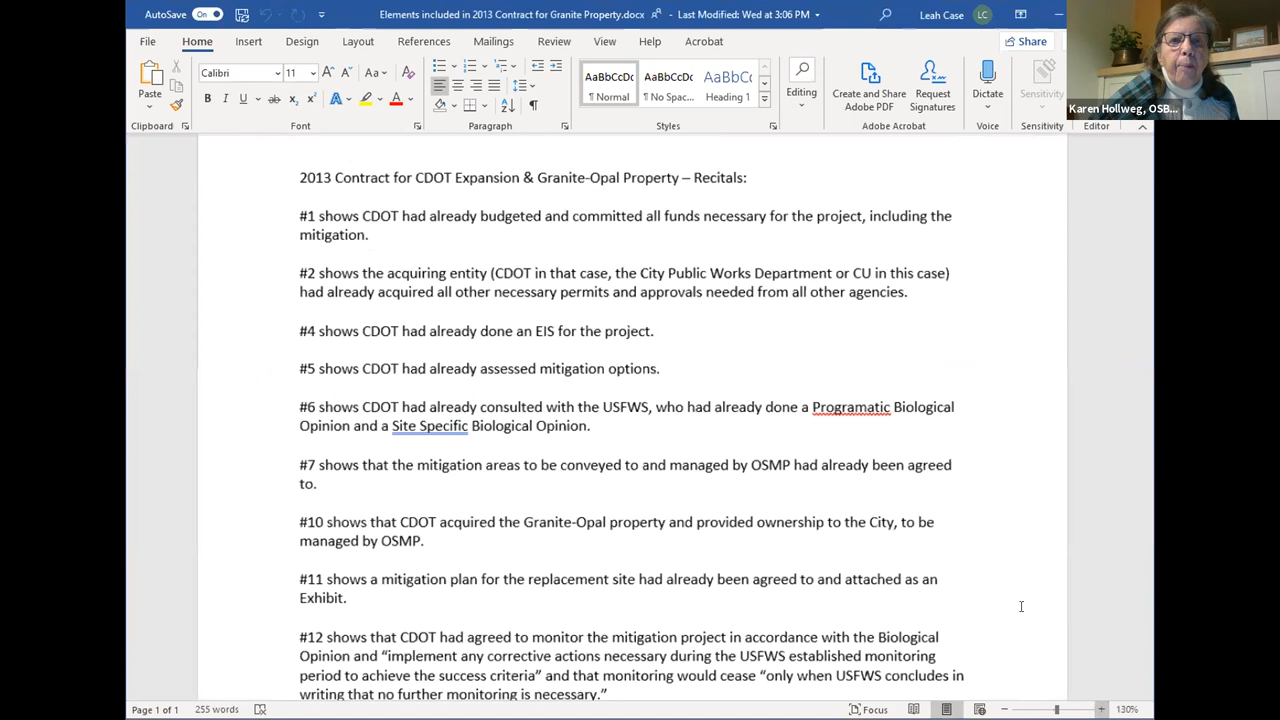 AutoSave On Elements included in 2013 Contract for Granite Property.docx - Last Modified: Wed at 3:06 PM Leah Case LC
File Home Insert Design Layout References Mailings Review View Help Acrobat Share
Calibri 11 Aa AaBbCcDc AaBbCcDc AaBbCc
Paste B I U ab x₂ x² A A ¶ ¶ Normal ¶ No Spac... Heading 1 Editing Create and Share Adobe PDF Request Signatures Dictate Sensitivity
Clipboard Font Paragraph Styles Adobe Acrobat Voice Sensitivity Editor
Karen Hollweg, OSB...
2013 Contract for CDOT Expansion & Granite-Opal Property – Recitals:
#1 shows CDOT had already budgeted and committed all funds necessary for the project, including the
mitigation.
#2 shows the acquiring entity (CDOT in that case, the City Public Works Department or CU in this case)
had already acquired all other necessary permits and approvals needed from all other agencies.
#4 shows CDOT had already done an EIS for the project.
#5 shows CDOT had already assessed mitigation options.
#6 shows CDOT had already consulted with the USFWS, who had already done a Programatic Biological
Opinion and a Site Specific Biological Opinion.
#7 shows that the mitigation areas to be conveyed to and managed by OSMP had already been agreed
to.
#10 shows that CDOT acquired the Granite-Opal property and provided ownership to the City, to be
managed by OSMP.
#11 shows a mitigation plan for the replacement site had already been agreed to and attached as an
Exhibit.
#12 shows that CDOT had agreed to monitor the mitigation project in accordance with the Biological
Opinion and “implement any corrective actions necessary during the USFWS established monitoring
period to achieve the success criteria” and that monitoring would cease “only when USFWS concludes in
writing that no further monitoring is necessary.”
Page 1 of 1 255 words Focus 130%